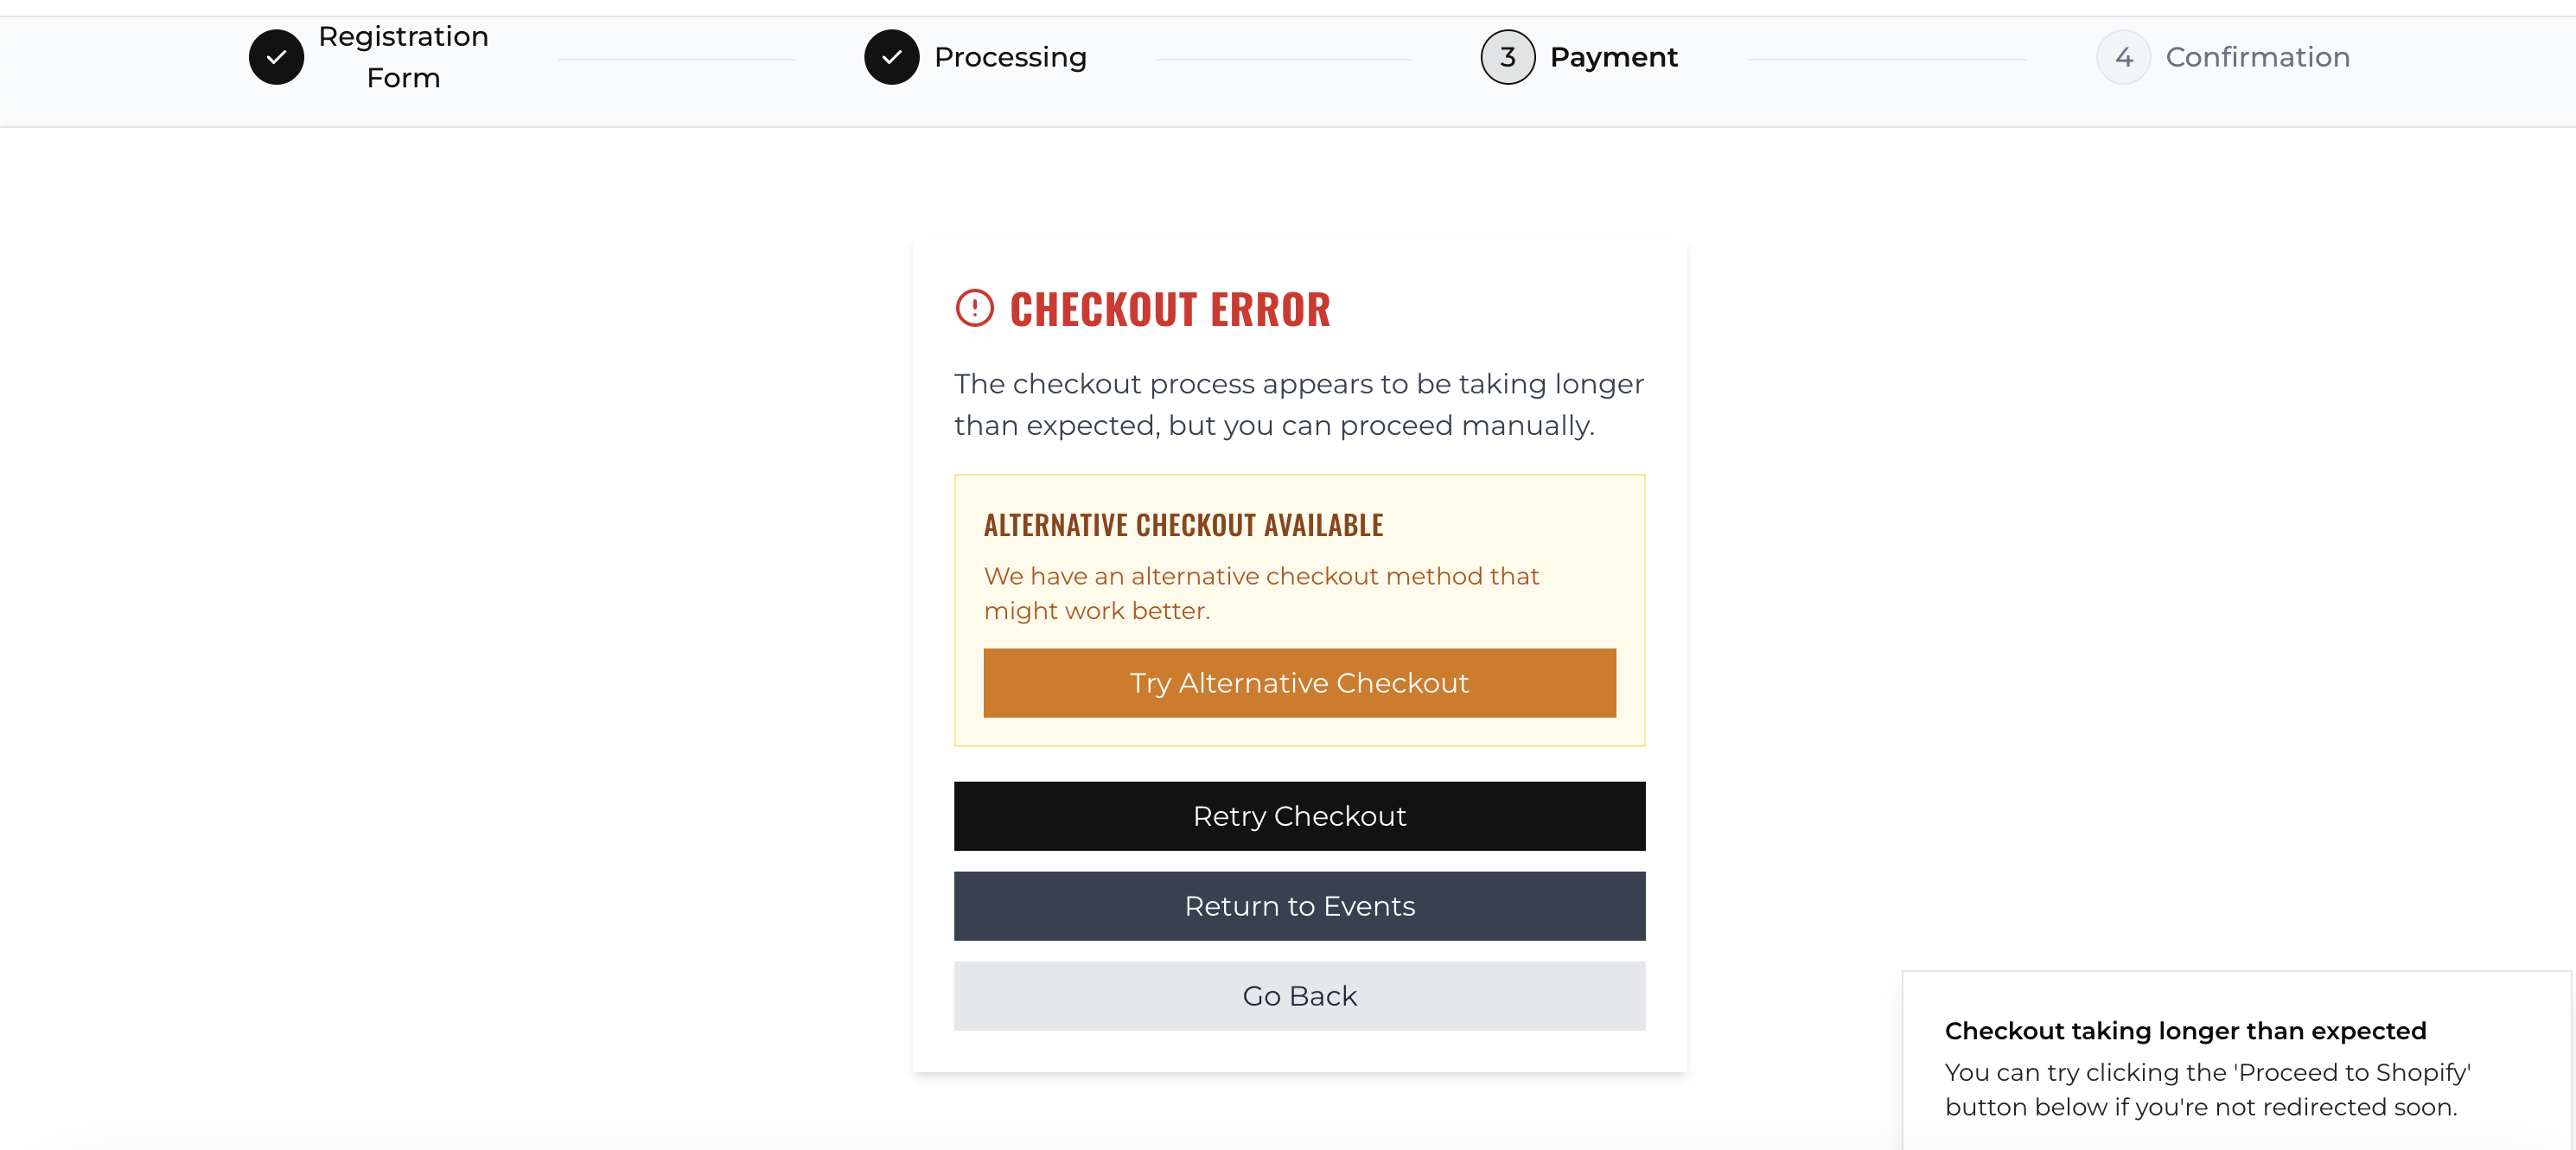 Registration
Form
Processing
3
Payment
4
Confirmation
CHECKOUT ERROR
The checkout process appears to be taking longer
than expected, but you can proceed manually.
ALTERNATIVE CHECKOUT AVAILABLE
We have an alternative checkout method that
might work better.
Try Alternative Checkout
Retry Checkout
Return to Events
Go Back
Checkout taking longer than expected
You can try clicking the 'Proceed to Shopify'
button below if you're not redirected soon.